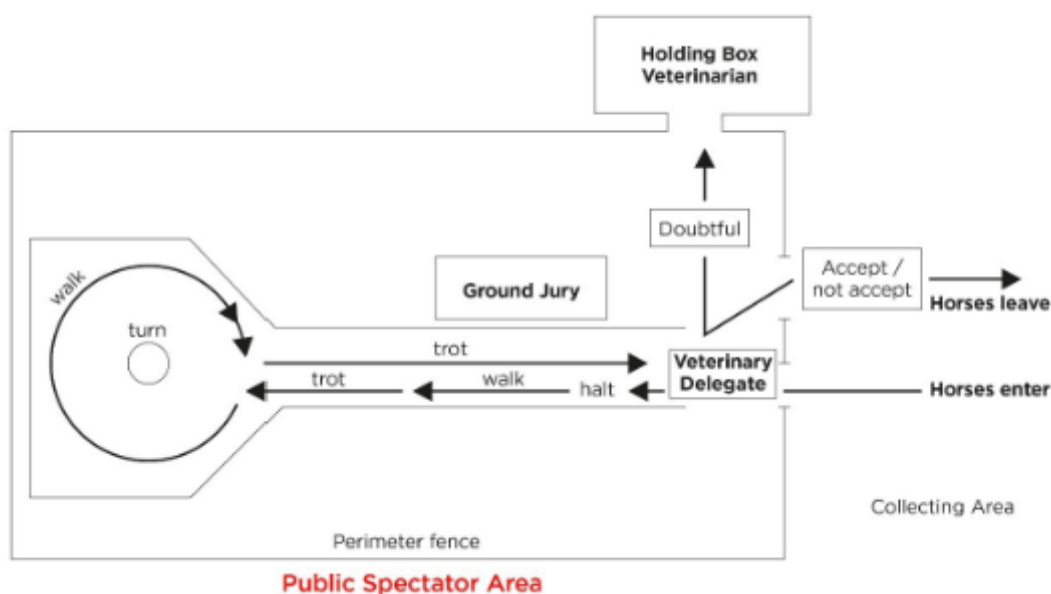 Holding Box
Veterinarian
Doubtful
Accept /
not accept
Horses leave
walk
turn
Ground Jury
trot
Veterinary
Delegate
trot
walk
halt
Horses enter
Collecting Area
Perimeter fence
Public Spectator Area